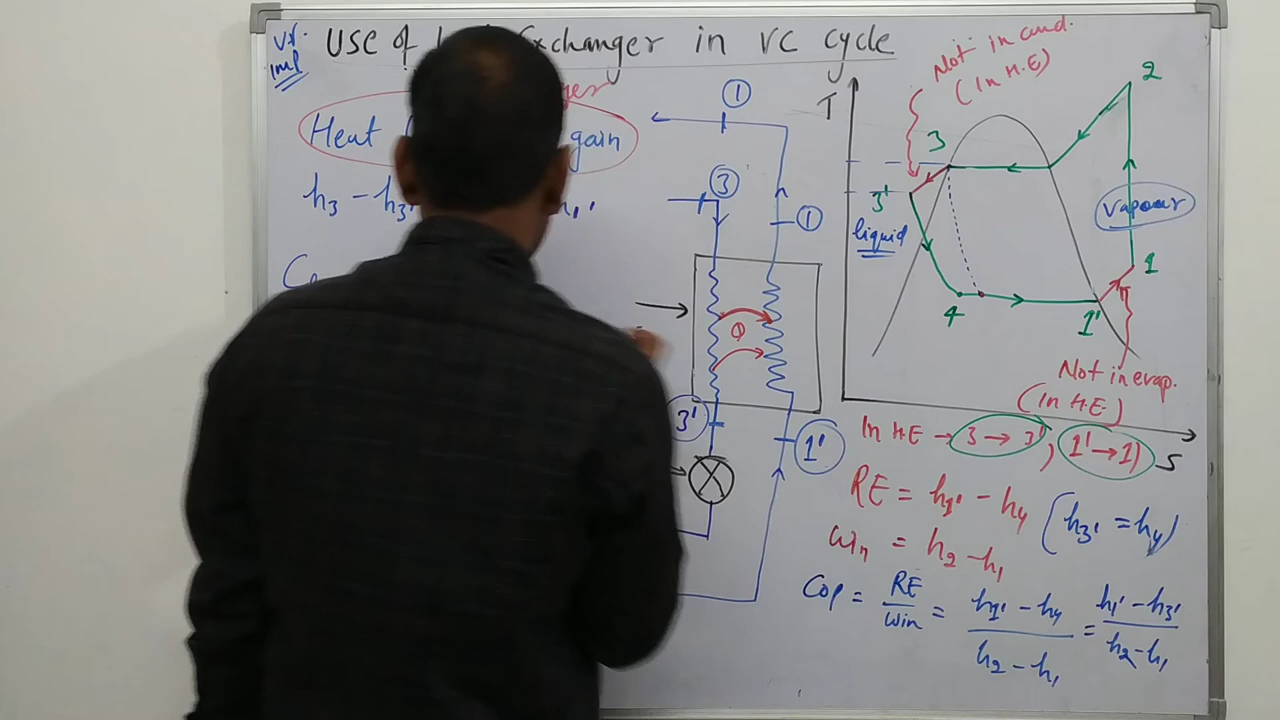 v.v. imp
Use of Exchanger in vc cycle
Heat gain
h3 - h3'
①
③
①
Q
3'
1'
T
Not in cond.
(In H.E)
2
3
3'
liquid
vapour
1
4
1'
Not in evap.
(In H.E.)
In H.E → 3 → 3', 1' → 1)
S
RE = h1' - h4 (h3' = h4)
Win = h2 - h1
COP = RE/Win = h1' - h4/h2 - h1 = h1' - h3'/h2 - h1